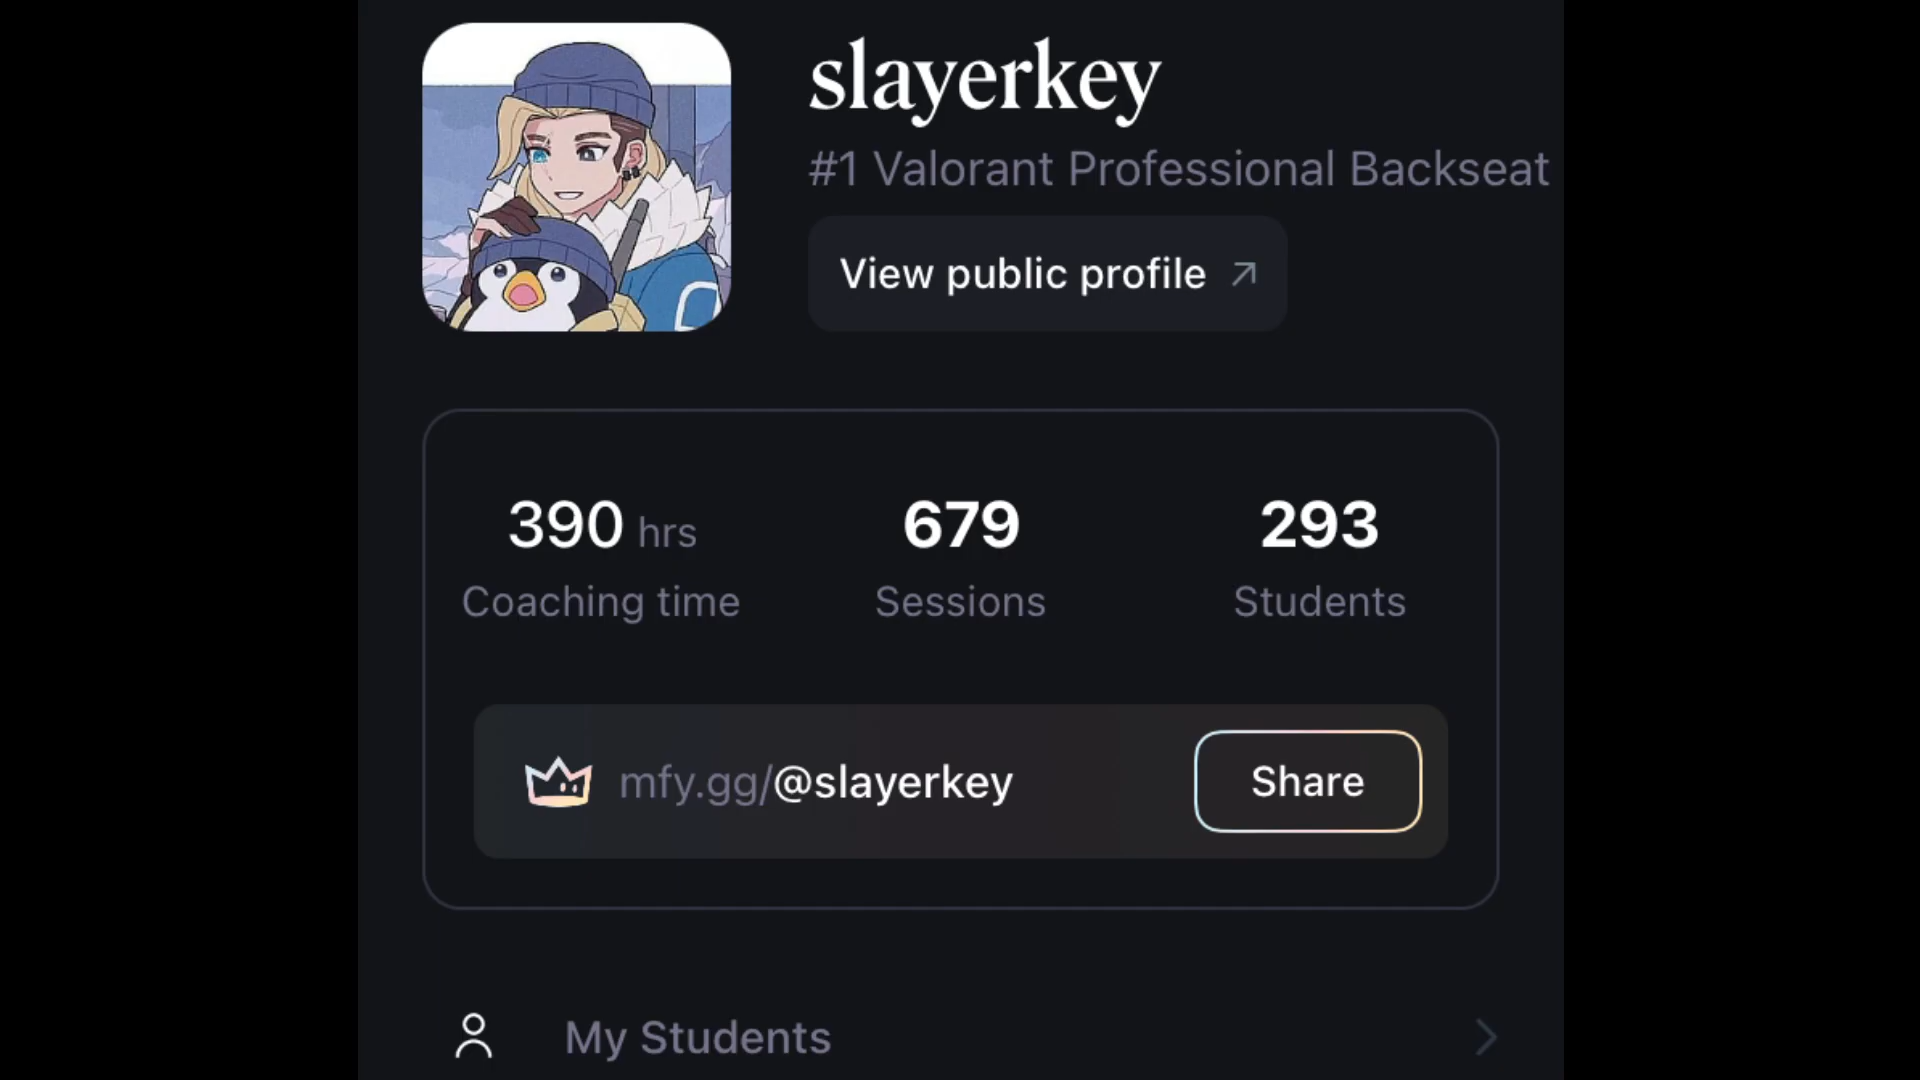 slayerkey
#1 Valorant Professional Backseat
View public profile
390 hrs
Coaching time
679
Sessions
293
Students
mfy.gg/@slayerkey
Share
My Students